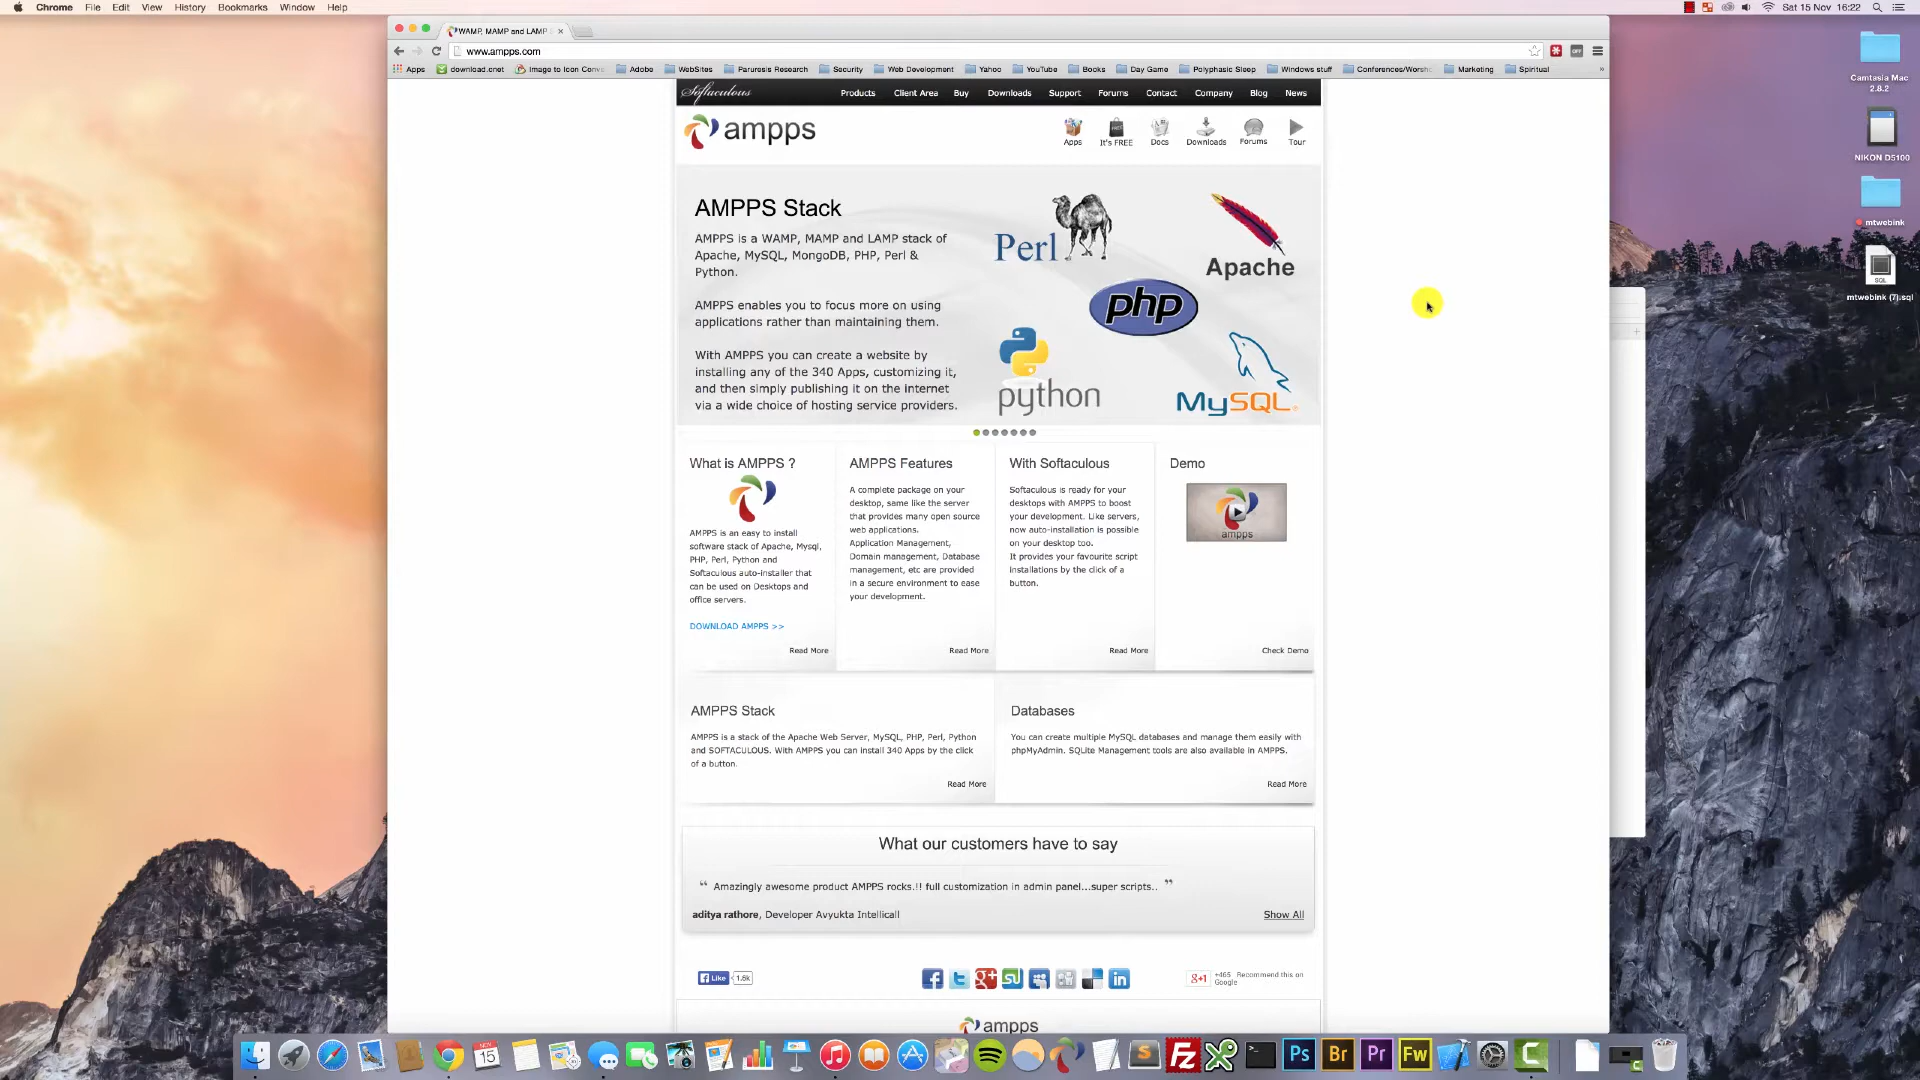 Chrome File Edit View History Bookmarks Window Help
Sat 15 Nov 16:22
WAMP, MAMP and LAMP
www.ampps.com
Apps download.cnet Image to Icon Conve Adobe WebSites Paruresis Research Security Web Development Yahoo YouTube Books Day Game Polyphasic Sleep Windows stuff Conferences/Worksho Marketing Spiritual »
Camtasia Mac
2.8.2
NIKON D5100
mtwebink
SQL
mtwebink (7).sql
Softaculous
Products Client Area Buy Downloads Support Forums Contact Company Blog News
ampps
Apps It's FREE Docs Downloads Forums Tour
AMPPS Stack
AMPPS is a WAMP, MAMP and LAMP stack of
Apache, MySQL, MongoDB, PHP, Perl &
Python.
AMPPS enables you to focus more on using
applications rather than maintaining them.
With AMPPS you can create a website by
installing any of the 340 Apps, customizing it,
and then simply publishing it on the internet
via a wide choice of hosting service providers.
Perl
Apache
php
python
MySQL
What is AMPPS ?
AMPPS is an easy to install
software stack of Apache, Mysql,
PHP, Perl, Python and
Softaculous auto-installer that
can be used on Desktops and
office servers.
DOWNLOAD AMPPS >>
Read More
AMPPS Features
A complete package on your
desktop, same like the server
that provides many open source
web applications.
Application Management,
Domain management, Database
management, etc are provided
in a secure environment to ease
your development.
Read More
With Softaculous
Softaculous is ready for your
desktops with AMPPS to boost
your development. Like servers,
now auto-installation is possible
on your desktop too.
It provides your favourite script
installations by the click of a
button.
Read More
Demo
ampps
Check Demo
AMPPS Stack
AMPPS is a stack of the Apache Web Server, MySQL, PHP, Perl, Python
and SOFTACULOUS. With AMPPS you can install 340 Apps by the click
of a button.
Read More
Databases
You can create multiple MySQL databases and manage them easily with
phpMyAdmin. SQLite Management tools are also available in AMPPS.
Read More
What our customers have to say
“ Amazingly awesome product AMPPS rocks.!! full customization in admin panel...super scripts.. ”
aditya rathore, Developer Avyukta Intellicall
Show All
Like 1.6k
+465 Recommend this on
Google
ampps
NOV
15
Fz
Ps Br Pr Fw